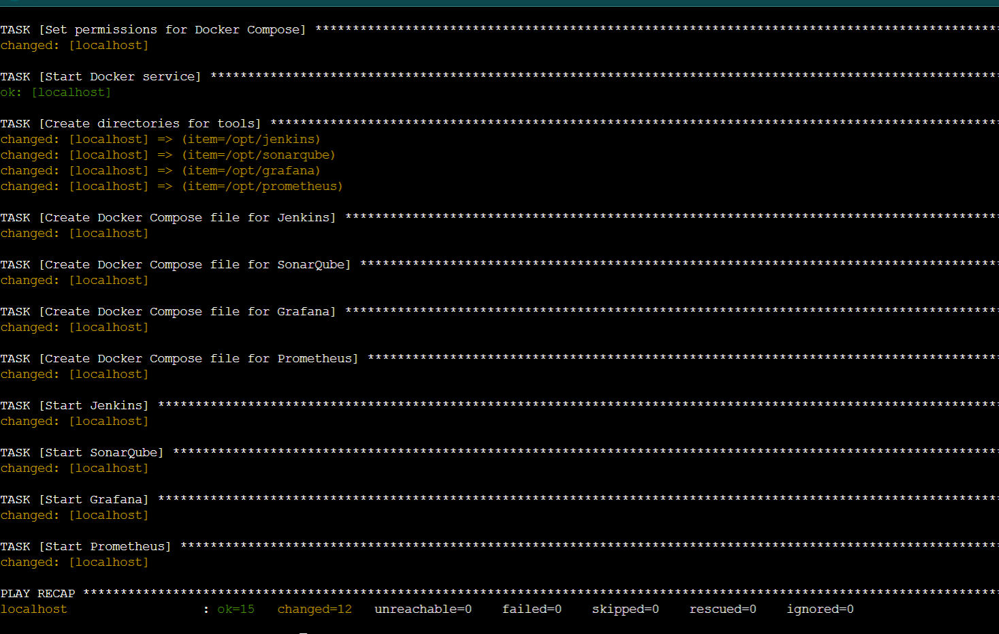 TASK [Set permissions for Docker Compose] *******************************************************************************************
changed: [localhost]
TASK [Start Docker service] *********************************************************************************************************
ok: [localhost]
TASK [Create directories for tools] *************************************************************************************************
changed: [localhost] => (item=/opt/jenkins)
changed: [localhost] => (item=/opt/sonarqube)
changed: [localhost] => (item=/opt/grafana)
changed: [localhost] => (item=/opt/prometheus)
TASK [Create Docker Compose file for Jenkins] ***************************************************************************************
changed: [localhost]
TASK [Create Docker Compose file for SonarQube] *************************************************************************************
changed: [localhost]
TASK [Create Docker Compose file for Grafana] ***************************************************************************************
changed: [localhost]
TASK [Create Docker Compose file for Prometheus] ************************************************************************************
changed: [localhost]
TASK [Start Jenkins] ****************************************************************************************************************
changed: [localhost]
TASK [Start SonarQube] **************************************************************************************************************
changed: [localhost]
TASK [Start Grafana] ****************************************************************************************************************
changed: [localhost]
TASK [Start Prometheus] *************************************************************************************************************
changed: [localhost]
PLAY RECAP **************************************************************************************************************************
localhost                  : ok=15   changed=12   unreachable=0    failed=0    skipped=0    rescued=0    ignored=0